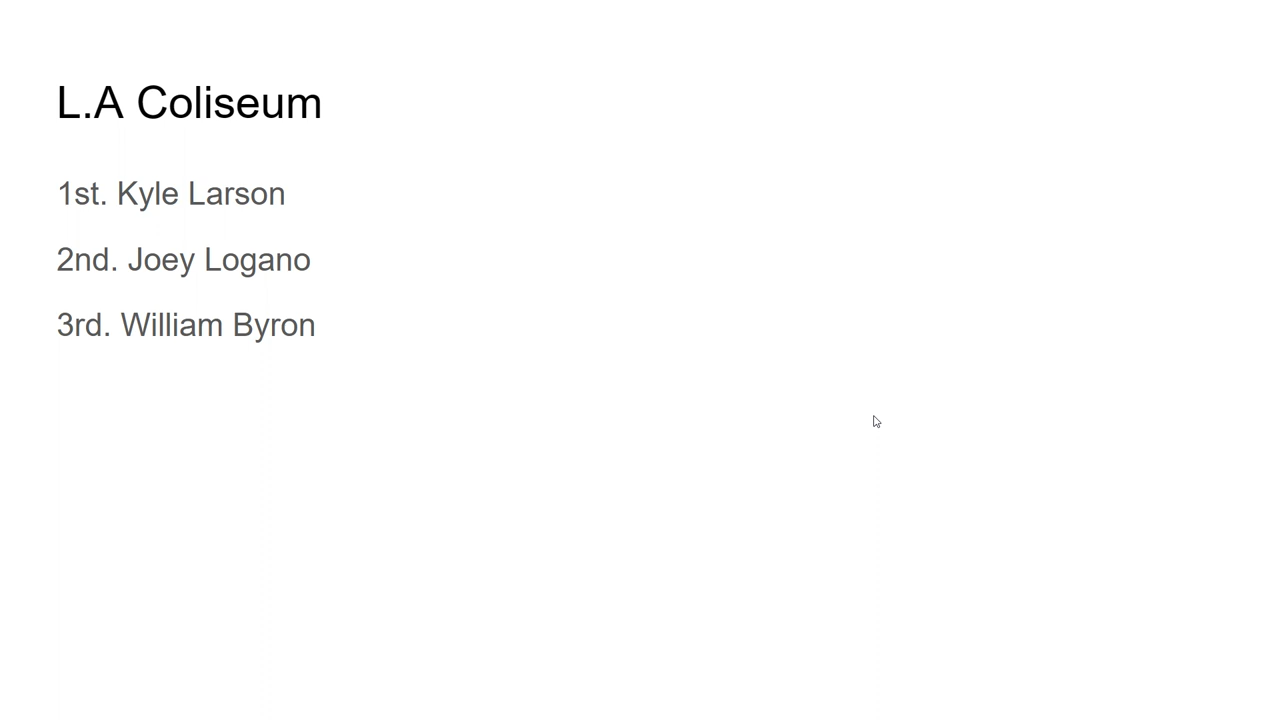 L.A Coliseum
1st. Kyle Larson
2nd. Joey Logano
3rd. William Byron